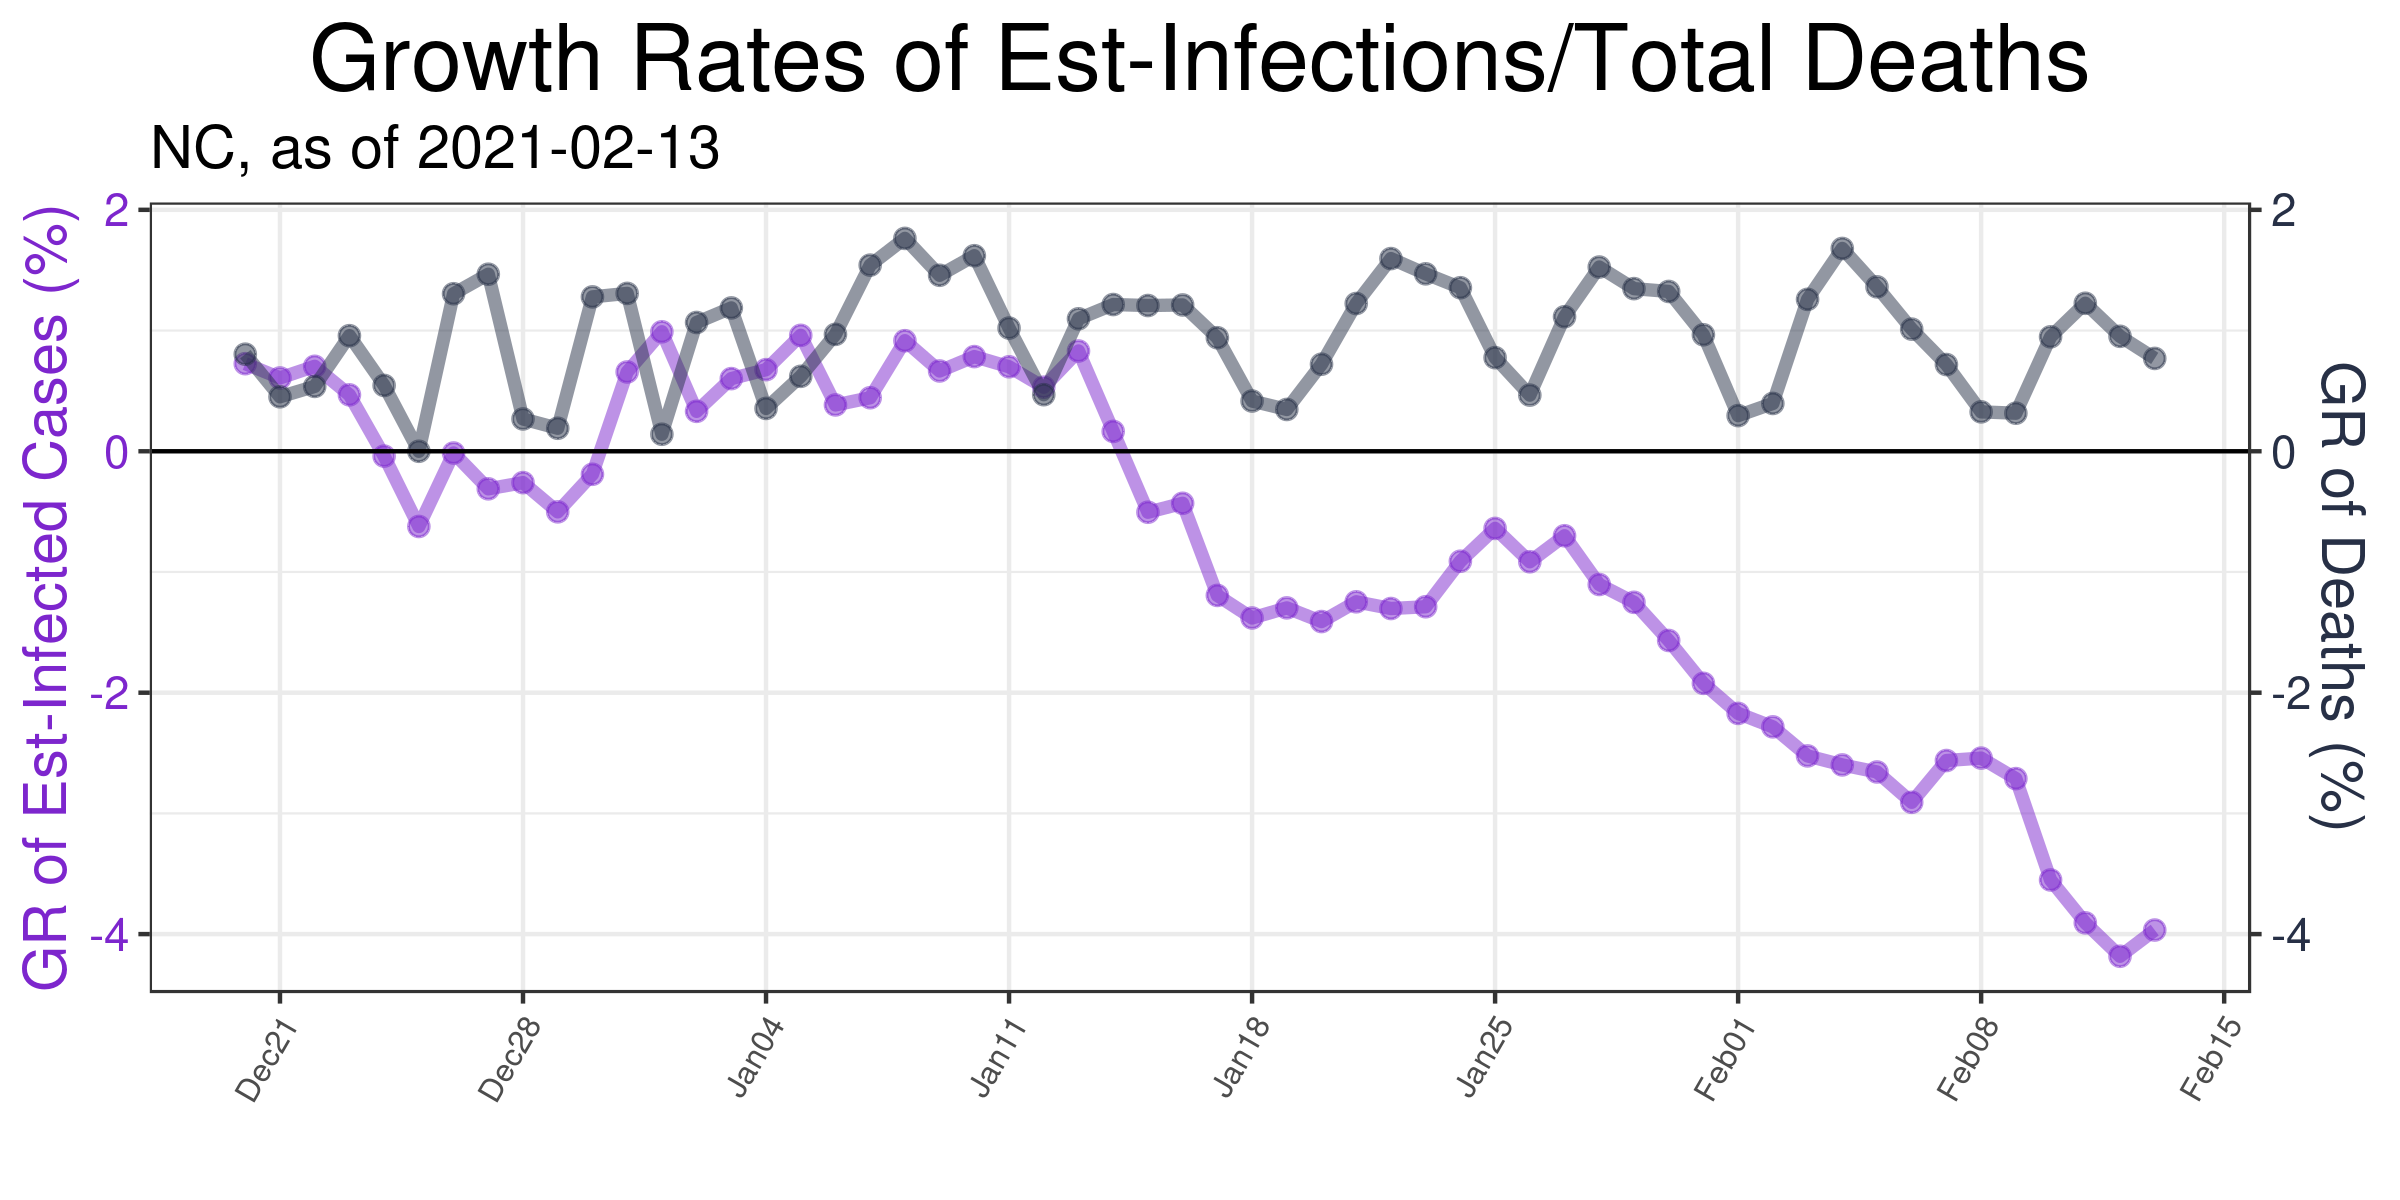 Growth Rates of Est-Infections/Total Deaths
NC, as of 2021-02-13
GR of Est-Infected Cases (%)
2
0
-2
-4
2
0
-2
-4
GR of Deaths (%)
Dec21
Dec28
Jan04
Jan11
Jan18
Jan25
Feb01
Feb08
Feb15